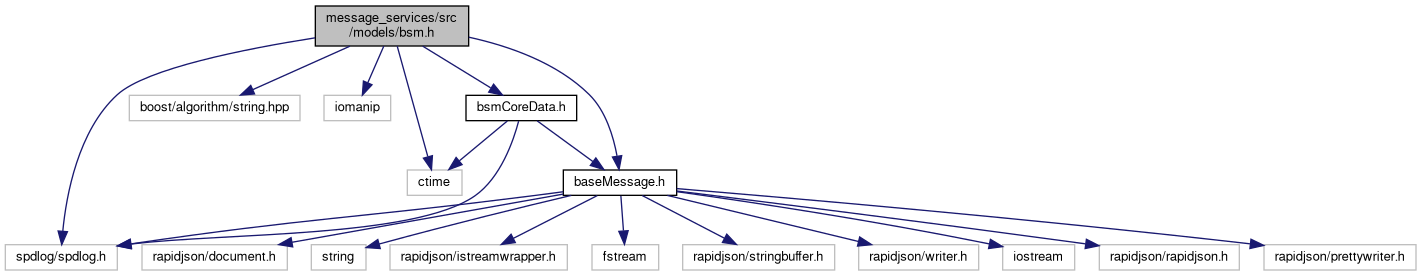 message_services/src
/models/bsm.h
boost/algorithm/string.hpp
iomanip
bsmCoreData.h
ctime
baseMessage.h
spdlog/spdlog.h
rapidjson/document.h
string
rapidjson/istreamwrapper.h
fstream
rapidjson/stringbuffer.h
rapidjson/writer.h
iostream
rapidjson/rapidjson.h
rapidjson/prettywriter.h